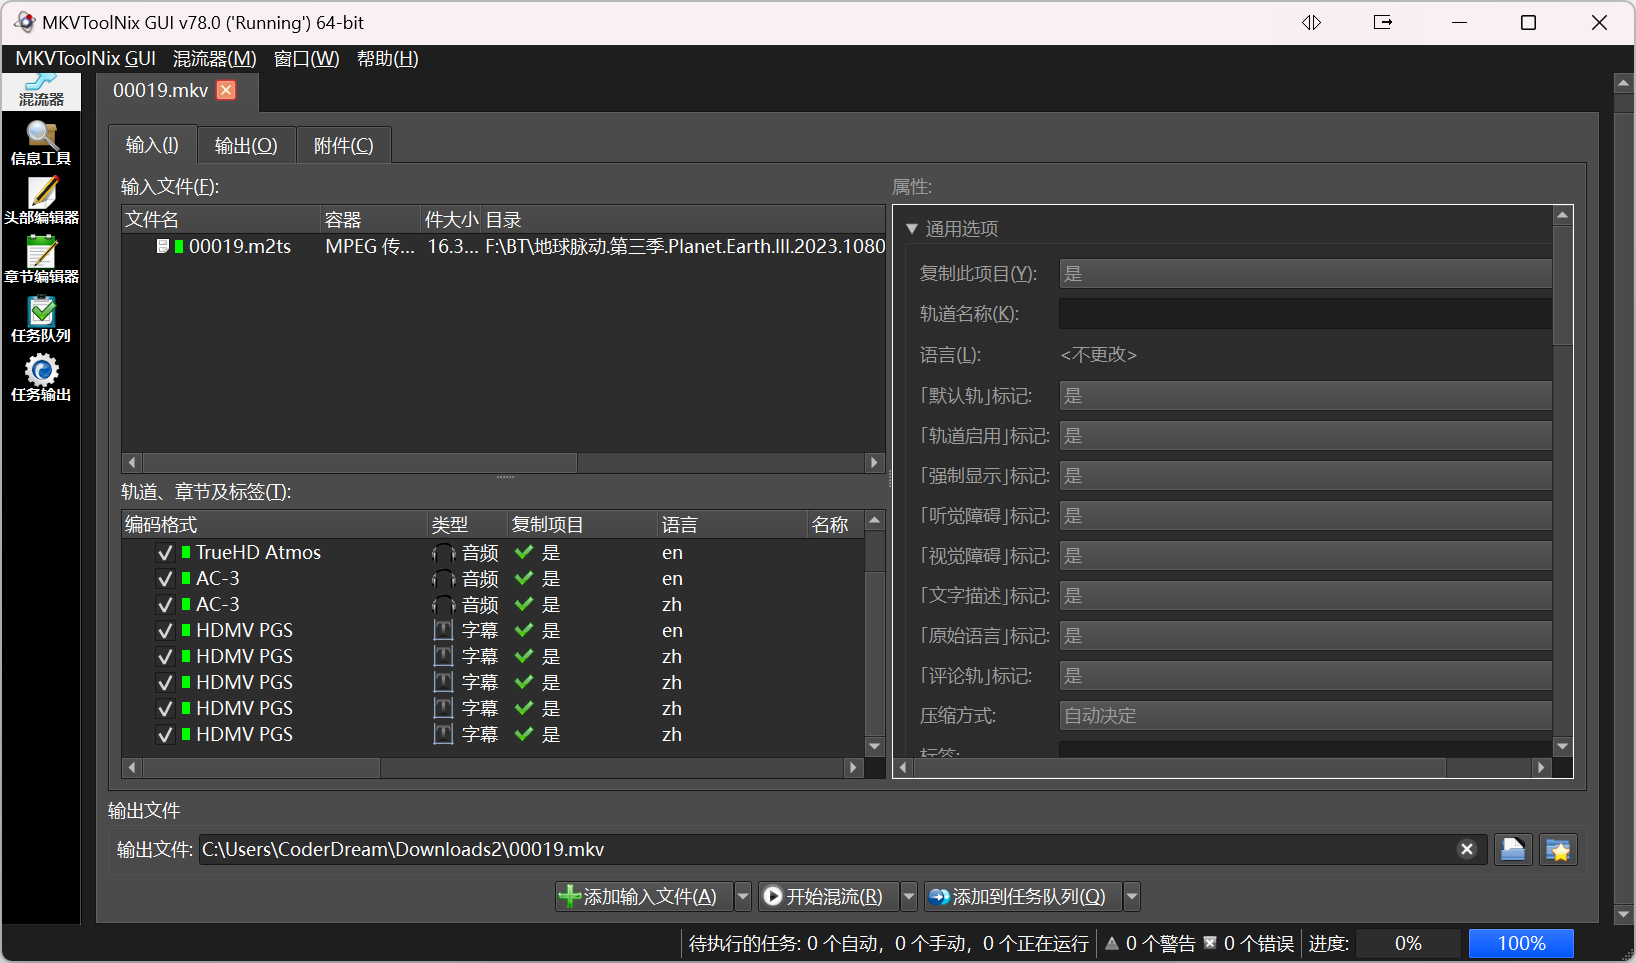 MKVToolNix GUI v78.0 ('Running') 64-bit
MKVToolNix GUI 混流器(M) 窗口(W) 帮助(H)
混流器
信息工具
头部编辑器
章节编辑器
任务队列
任务输出
00019.mkv
输入(I) 输出(O) 附件(C)
输入文件(F):
文件名 容器 件大小 目录
00019.m2ts MPEG 传... 16.3... F:\BT\地球脉动.第三季.Planet.Earth.III.2023.1080
轨道、章节及标签(T):
编码格式 类型 复制项目 语言 名称
TrueHD Atmos 音频 是 en
AC-3 音频 是 en
AC-3 音频 是 zh
HDMV PGS 字幕 是 en
HDMV PGS 字幕 是 zh
HDMV PGS 字幕 是 zh
HDMV PGS 字幕 是 zh
HDMV PGS 字幕 是 zh
属性:
通用选项
复制此项目(Y): 是
轨道名称(K):
语言(L): <不更改>
「默认轨」标记: 是
「轨道启用」标记: 是
「强制显示」标记: 是
「听觉障碍」标记: 是
「视觉障碍」标记: 是
「文字描述」标记: 是
「原始语言」标记: 是
「评论轨」标记: 是
压缩方式: 自动决定
标签:
输出文件
输出文件: C:\Users\CoderDream\Downloads2\00019.mkv
添加输入文件(A) 开始混流(R) 添加到任务队列(Q)
待执行的任务: 0 个自动，0 个手动，0 个正在运行 0 个警告 0 个错误 进度: 0% 100%